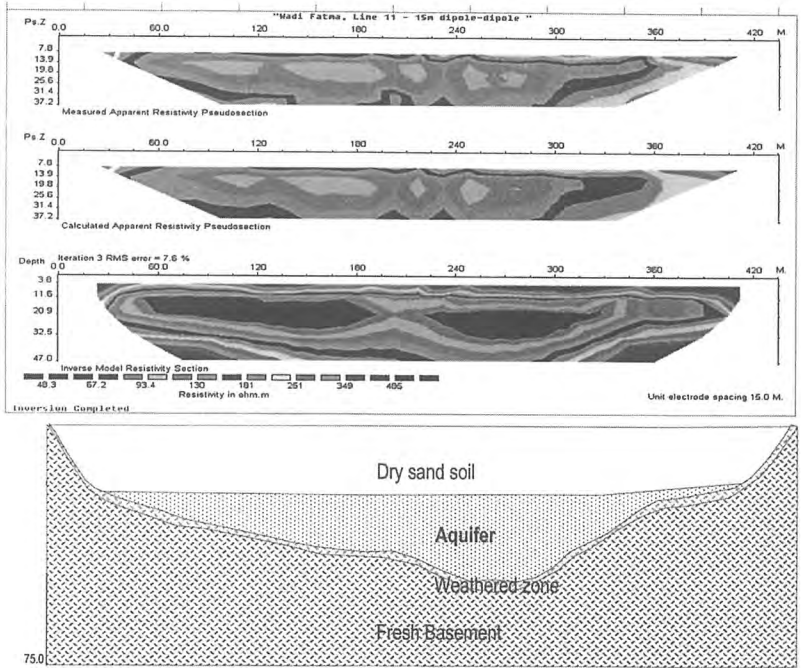 "Wadi Fatma, Line 11 - 15m dipole-dipole "
Ps.Z 0.0 60.0 120 180 240 300 360 420 M.
7.8
13.9
19.8
25.6
31.4
37.2
Measured Apparent Resistivity Pseudosection
Ps.Z 0.0 60.0 120 180 240 300 360 420 M.
7.8
13.9
19.8
25.6
31.4
37.2
Calculated Apparent Resistivity Pseudosection
Depth Iteration 3 RMS error = 7.6 %
0.0 60.0 120 180 240 300 360 420 M.
3.8
11.6
20.9
32.5
47.0
Inverse Model Resistivity Section
48.3 67.2 93.4 130 181 251 349 485
Resistivity in ohm.m
Unit electrode spacing 15.0 M.
Inversion Completed
Dry sand soil
Aquifer
Weathered zone
Fresh Basement
75.0